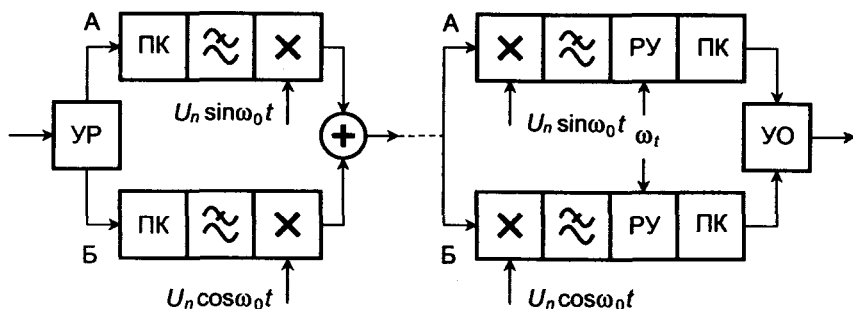 А
А
ПК
РУ
ПК
Uₙ sinω₀t
Uₙ sinω₀t
ωₜ
УР
УО
ПК
РУ
ПК
Б
Б
Uₙ cosω₀t
Uₙ cosω₀t